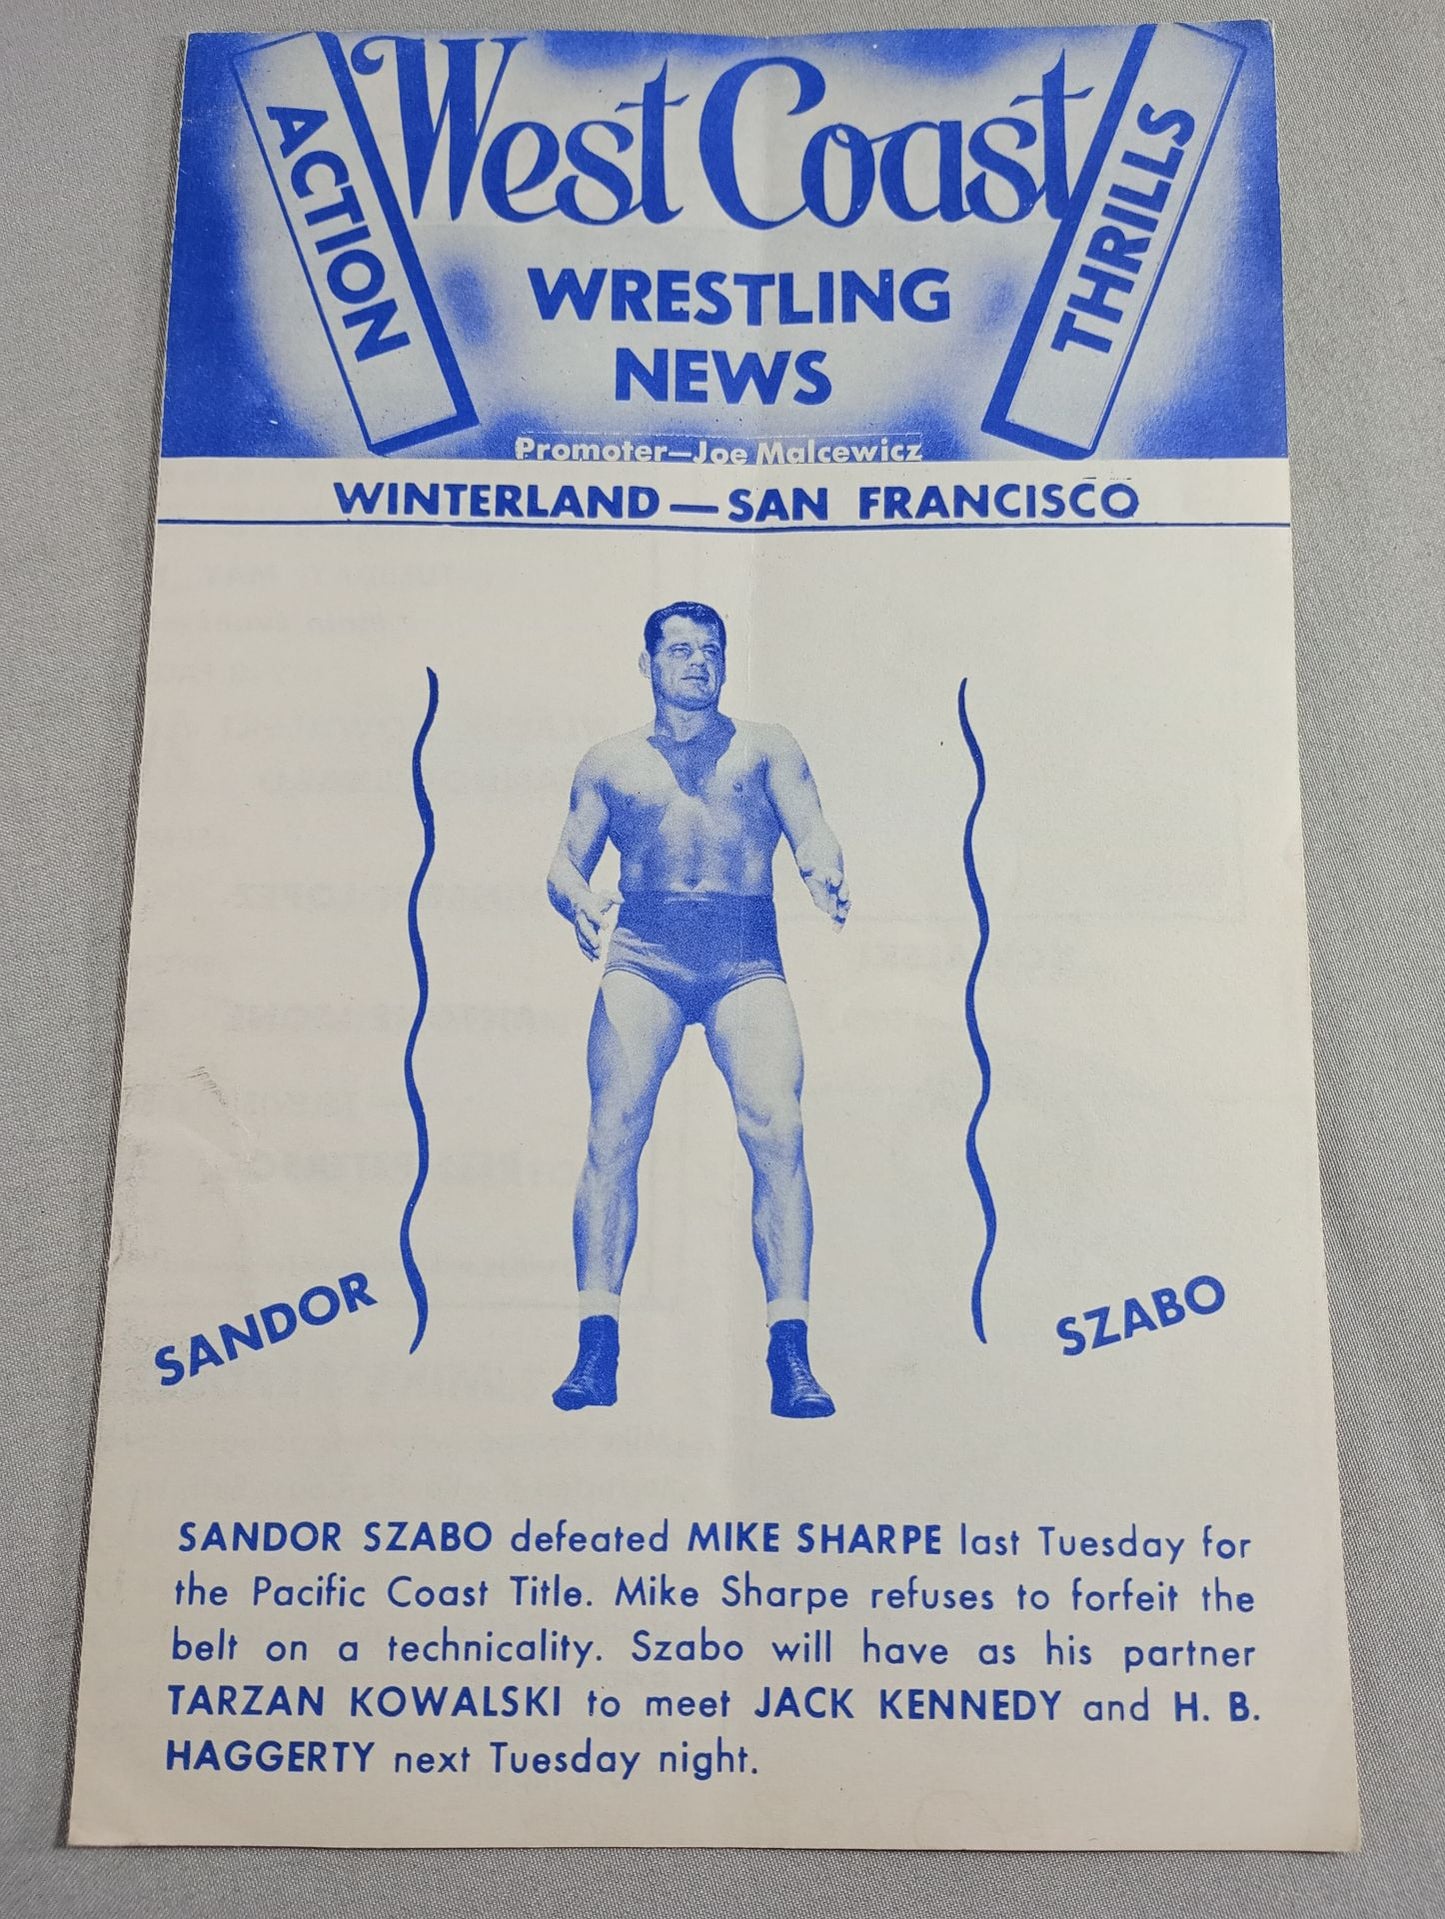 ACTION
West Coast
THRILLS
WRESTLING
NEWS
Promoter—Joe Malcewicz
WINTERLAND — SAN FRANCISCO
SANDOR
SZABO
SANDOR SZABO defeated MIKE SHARPE last Tuesday for
the Pacific Coast Title. Mike Sharpe refuses to forfeit the
belt on a technicality. Szabo will have as his partner
TARZAN KOWALSKI to meet JACK KENNEDY and H. B.
HAGGERTY next Tuesday night.